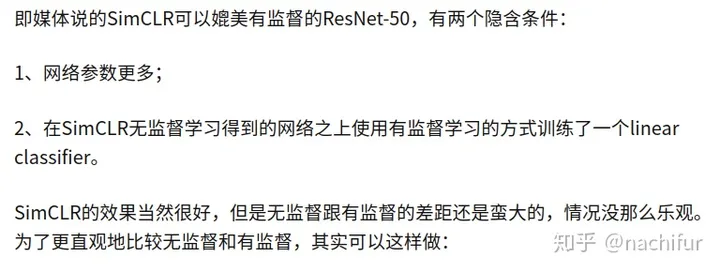 即媒体说的SimCLR可以媲美有监督的ResNet-50，有两个隐含条件：
1、网络参数更多；
2、在SimCLR无监督学习得到的网络之上使用有监督学习的方式训练了一个linear
classifier。
SimCLR的效果当然很好，但是无监督跟有监督的差距还是蛮大的，情况没那么乐观。
为了更直观地比较无监督和有监督，其实可以这样做：
知乎 @nachifur